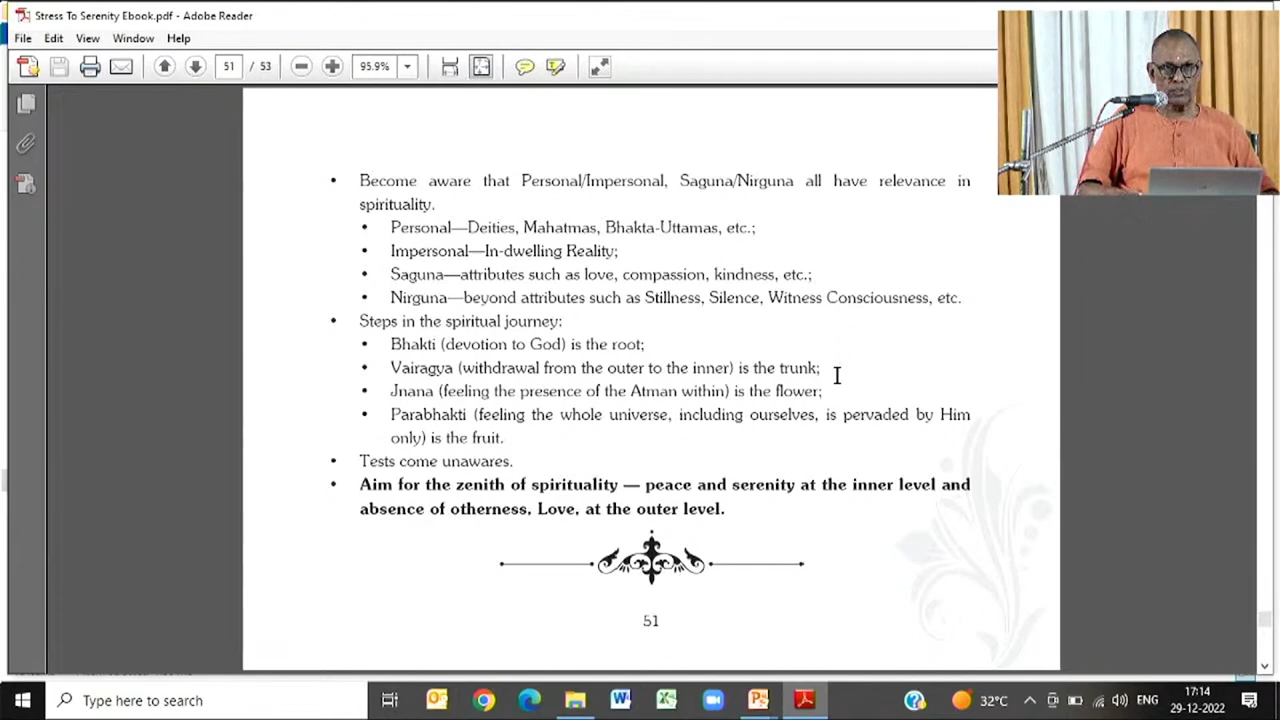 Stress To Serenity Ebook.pdf - Adobe Reader
File Edit View Window Help
51 / 53 95.9%
• Become aware that Personal/Impersonal, Saguna/Nirguna all have relevance in
spirituality.
• Personal—Deities, Mahatmas, Bhakta-Uttamas, etc.;
• Impersonal—In-dwelling Reality;
• Saguna—attributes such as love, compassion, kindness, etc.;
• Nirguna—beyond attributes such as Stillness, Silence, Witness Consciousness, etc.
• Steps in the spiritual journey:
• Bhakti (devotion to God) is the root;
• Vairagya (withdrawal from the outer to the inner) is the trunk;
• Jnana (feeling the presence of the Atman within) is the flower;
• Parabhakti (feeling the whole universe, including ourselves, is pervaded by Him
only) is the fruit.
• Tests come unawares.
• Aim for the zenith of spirituality — peace and serenity at the inner level and
absence of otherness, Love, at the outer level.
51
Type here to search
32°C ENG
17:14
29-12-2022